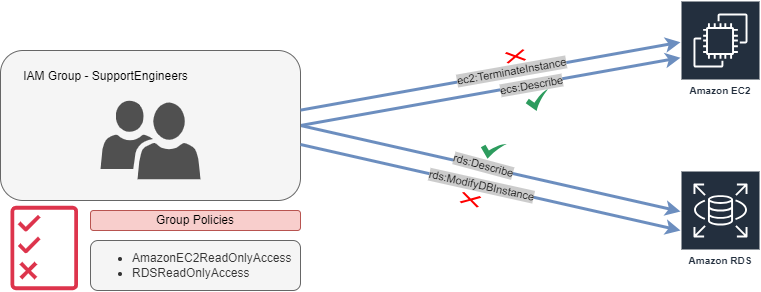 IAM Group - SupportEngineers
ec2:TerminateInstance
ecs:Describe
Amazon EC2
rds:Describe
rds:ModifyDBInstance
Amazon RDS
Group Policies
AmazonEC2ReadOnlyAccess
RDSReadOnlyAccess